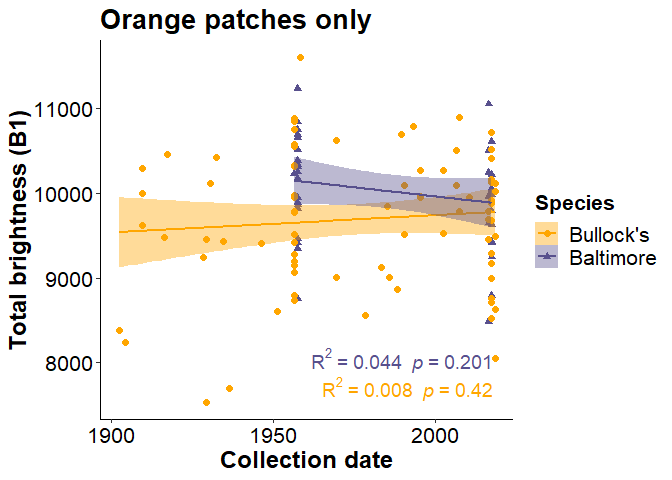 Orange patches only
Total brightness (B1)
11000
10000
9000
8000
R² = 0.044 p = 0.201
R² = 0.008 p = 0.42
1900
1950
2000
Collection date
Species
Bullock's
Baltimore